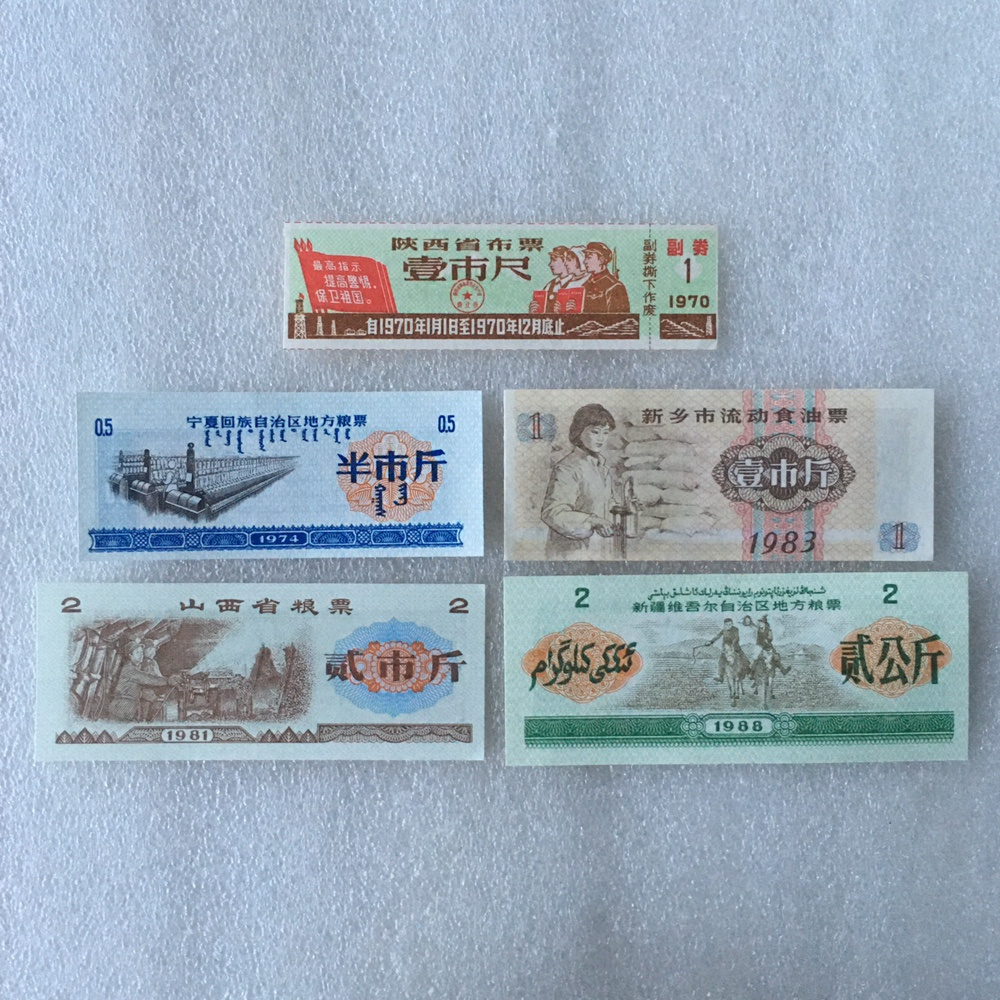 陕西省布票
壹市尺
最高指示
提高警惕,
保卫祖国。
自1970年1月1日至1970年12月底止
副券撕下作废
副券
1
1970
0.5
宁夏回族自治区地方粮票
0.5
半市斤
1974
1
新乡市流动食油票
壹市斤
1983
1
2
山西省粮票
2
贰市斤
1981
2
2
新疆维吾尔自治区地方粮票
ئىككى كىلوگرام
贰公斤
1988